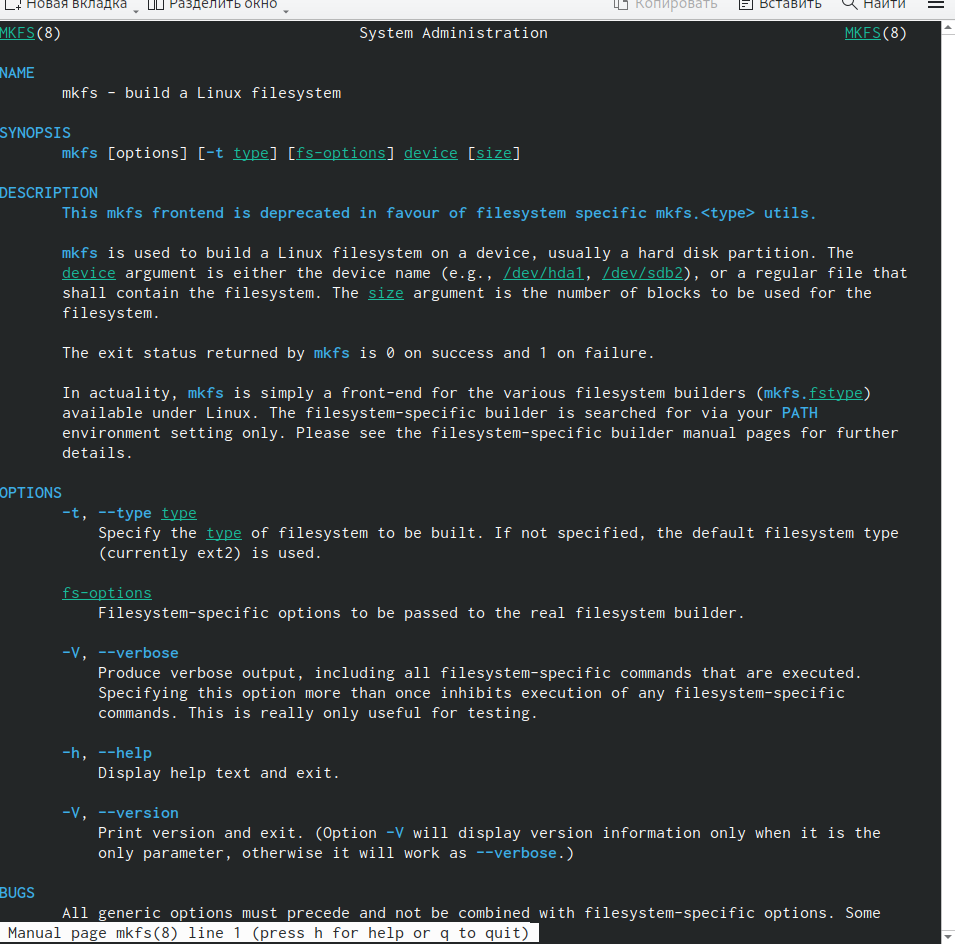 Новая вкладка Разделить окно Копировать Вставить Найти
MKFS(8) System Administration MKFS(8)
NAME
mkfs - build a Linux filesystem
SYNOPSIS
mkfs [options] [-t type] [fs-options] device [size]
DESCRIPTION
This mkfs frontend is deprecated in favour of filesystem specific mkfs.<type> utils.
mkfs is used to build a Linux filesystem on a device, usually a hard disk partition. The
device argument is either the device name (e.g., /dev/hda1, /dev/sdb2), or a regular file that
shall contain the filesystem. The size argument is the number of blocks to be used for the
filesystem.
The exit status returned by mkfs is 0 on success and 1 on failure.
In actuality, mkfs is simply a front-end for the various filesystem builders (mkfs.fstype)
available under Linux. The filesystem-specific builder is searched for via your PATH
environment setting only. Please see the filesystem-specific builder manual pages for further
details.
OPTIONS
-t, --type type
Specify the type of filesystem to be built. If not specified, the default filesystem type
(currently ext2) is used.
fs-options
Filesystem-specific options to be passed to the real filesystem builder.
-V, --verbose
Produce verbose output, including all filesystem-specific commands that are executed.
Specifying this option more than once inhibits execution of any filesystem-specific
commands. This is really only useful for testing.
-h, --help
Display help text and exit.
-V, --version
Print version and exit. (Option -V will display version information only when it is the
only parameter, otherwise it will work as --verbose.)
BUGS
All generic options must precede and not be combined with filesystem-specific options. Some
Manual page mkfs(8) line 1 (press h for help or q to quit)